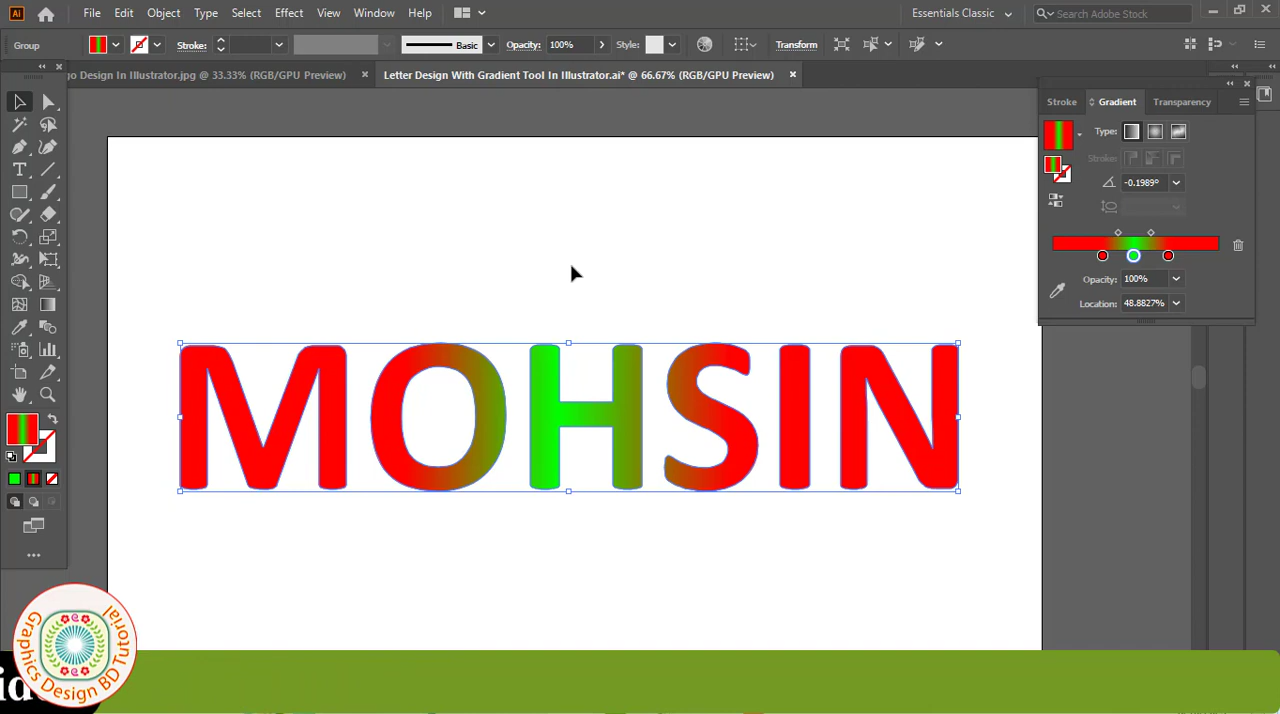 Ai File Edit Object Type Select Effect View Window Help Essentials Classic Search Adobe Stock
Group Stroke: Basic Opacity: 100% Style: Transform
go Design In Illustrator.jpg @ 33.33% (RGB/GPU Preview) × Letter Design With Gradient Tool In Illustrator.ai* @ 66.67% (RGB/GPU Preview) ×
Stroke Gradient Transparency
Type:
Stroke:
-0.1989°
Opacity: 100%
Location: 48.8827%
MOHSIN
Graphics Design BD Tutorial